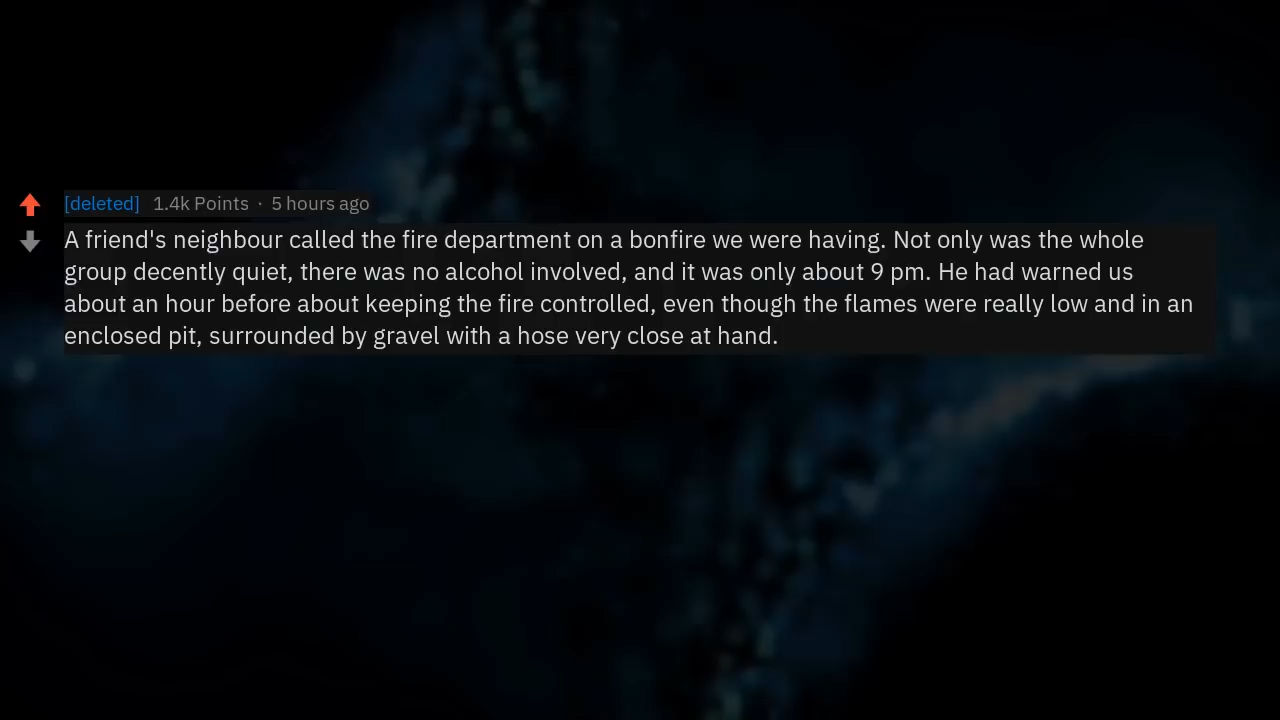 [deleted] 1.4k Points · 5 hours ago
A friend's neighbour called the fire department on a bonfire we were having. Not only was the whole
group decently quiet, there was no alcohol involved, and it was only about 9 pm. He had warned us
about an hour before about keeping the fire controlled, even though the flames were really low and in an
enclosed pit, surrounded by gravel with a hose very close at hand.